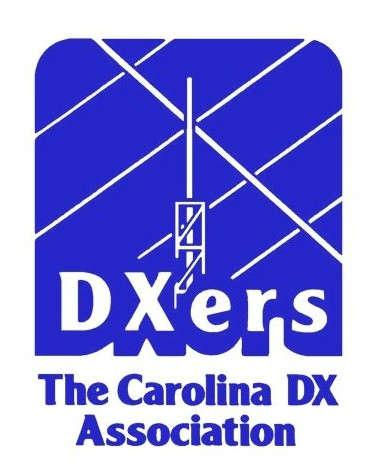 DXers
The Carolina DX
Association